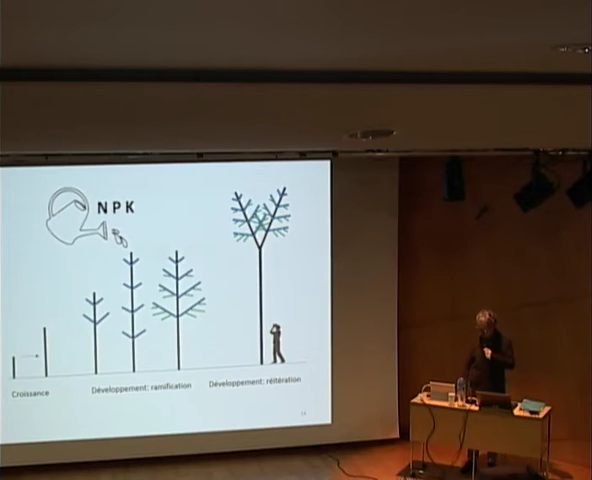 NPK
Croissance
Développement: ramification
Développement: réitération